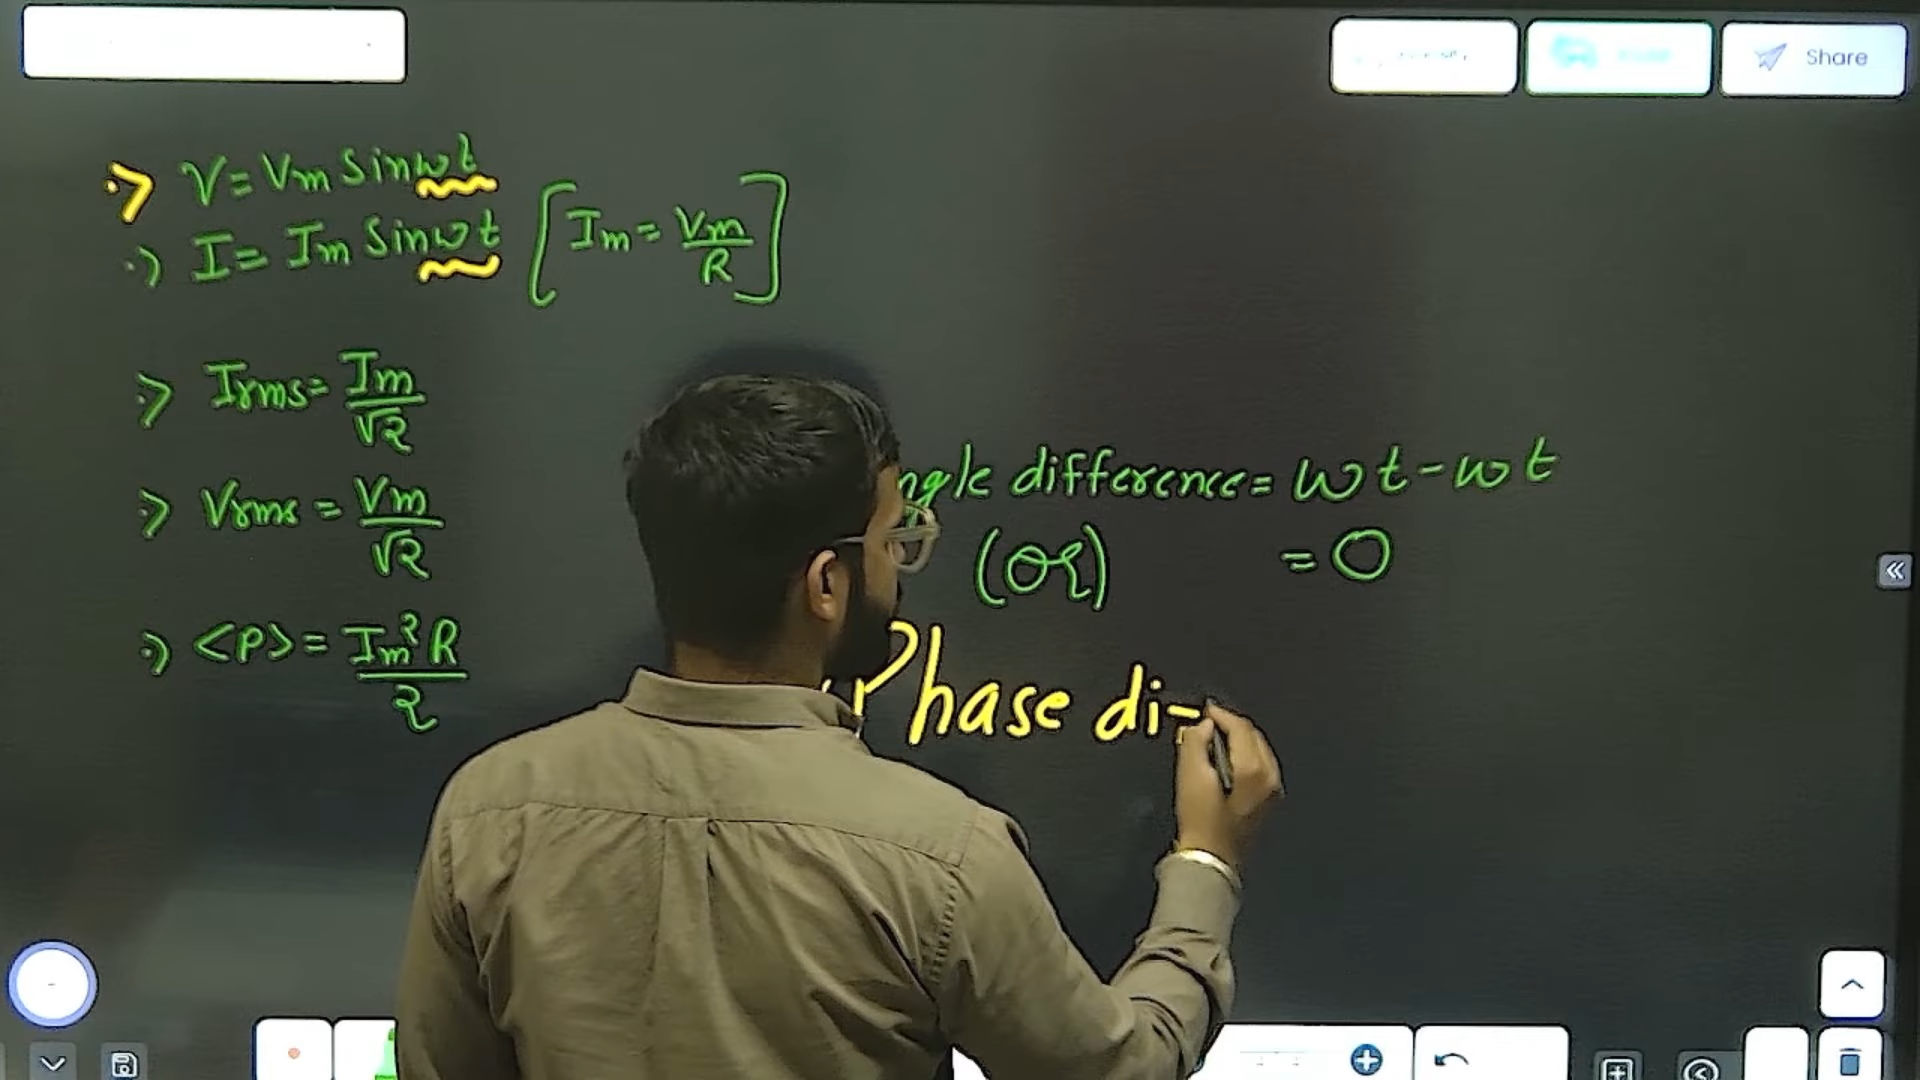 Share
V = Vm Sinωt
I = Im Sinωt [Im = Vm/R]
Irms = Im/√2
Vrms = Vm/√2
<P> = Im²R/2
ngle difference = ωt - ωt
(OR) = 0
Phase di